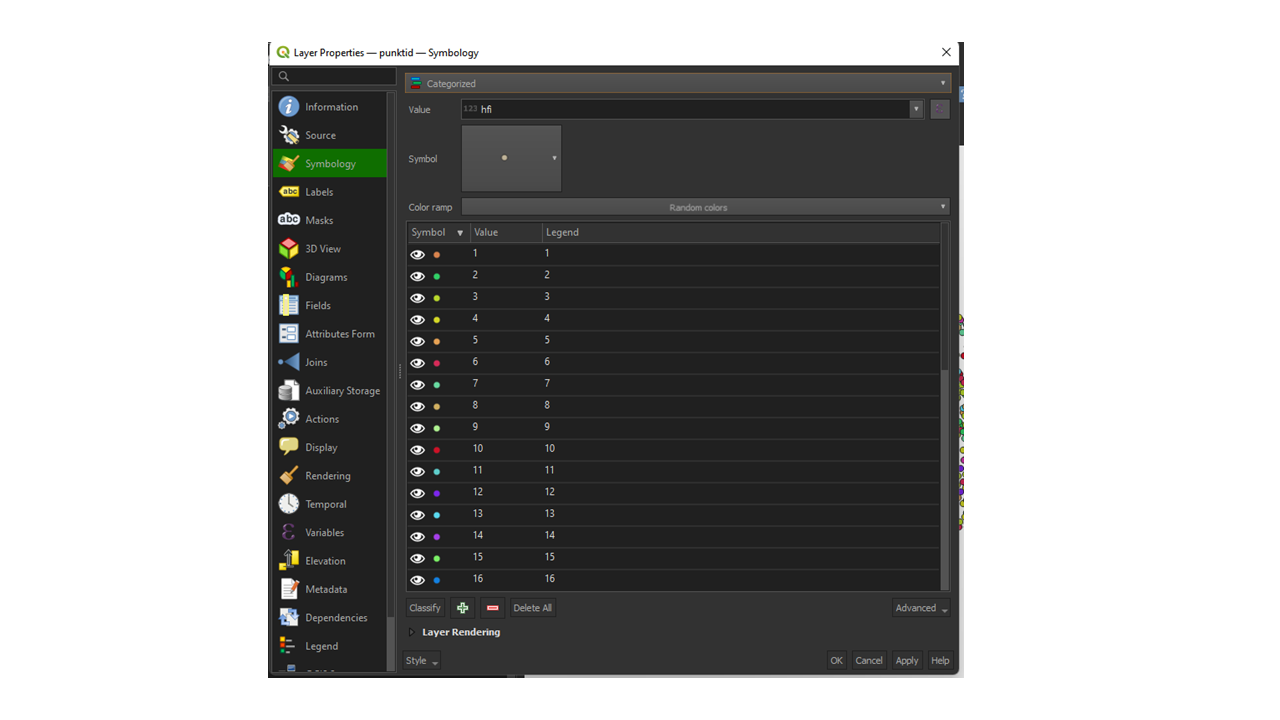 Layer Properties — punktid — Symbology
Information
Source
Symbology
Labels
Masks
3D View
Diagrams
Fields
Attributes Form
Joins
Auxiliary Storage
Actions
Display
Rendering
Temporal
Variables
Elevation
Metadata
Dependencies
Legend
Categorized
Value 123 hfi
Symbol
Color ramp Random colors
Symbol Value Legend
1 1
2 2
3 3
4 4
5 5
6 6
7 7
8 8
9 9
10 10
11 11
12 12
13 13
14 14
15 15
16 16
Classify Delete All Advanced
Layer Rendering
Style OK Cancel Apply Help